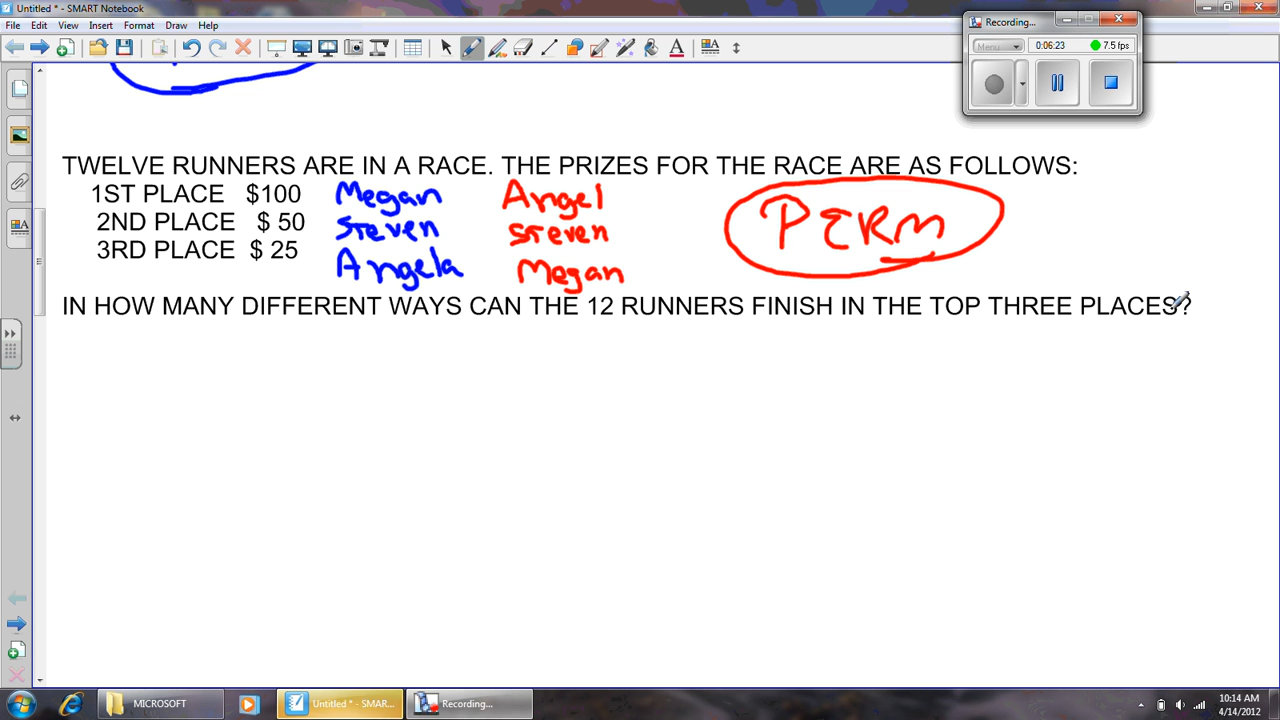 Untitled * - SMART Notebook
Recording...
File Edit View Insert Format Draw Help
Menu 0:06:23 7.5 fps
TWELVE RUNNERS ARE IN A RACE. THE PRIZES FOR THE RACE ARE AS FOLLOWS:
1ST PLACE $100 Megan Angel
2ND PLACE $ 50 Steven Steven
3RD PLACE $ 25 Angela Megan
PERM
IN HOW MANY DIFFERENT WAYS CAN THE 12 RUNNERS FINISH IN THE TOP THREE PLACES?
MICROSOFT Untitled * - SMAR... Recording... 10:14 AM
4/14/2012